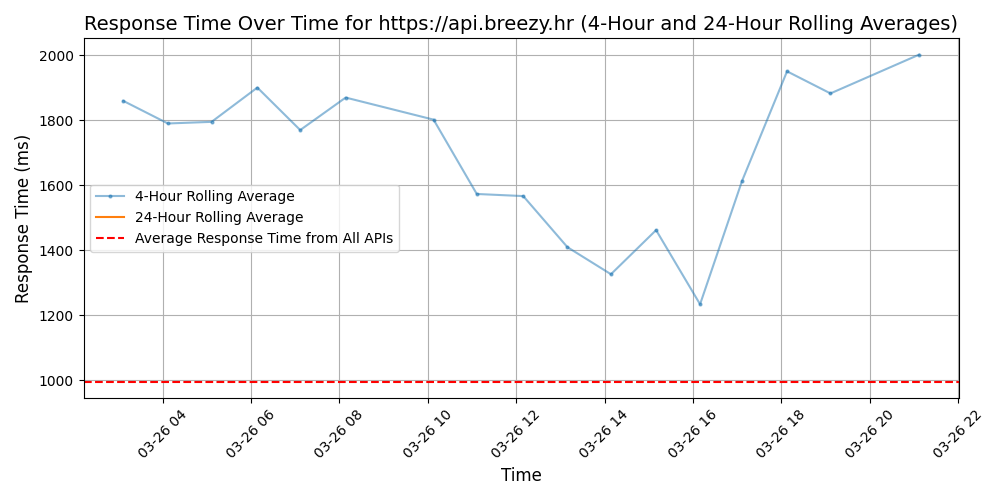 Response Time Over Time for https://api.breezy.hr (4-Hour and 24-Hour Rolling Averages)
Response Time (ms)
2000
1800
1600
1400
1200
1000
4-Hour Rolling Average
24-Hour Rolling Average
Average Response Time from All APIs
03-26 04
03-26 06
03-26 08
03-26 10
03-26 12
03-26 14
03-26 16
03-26 18
03-26 20
03-26 22
Time